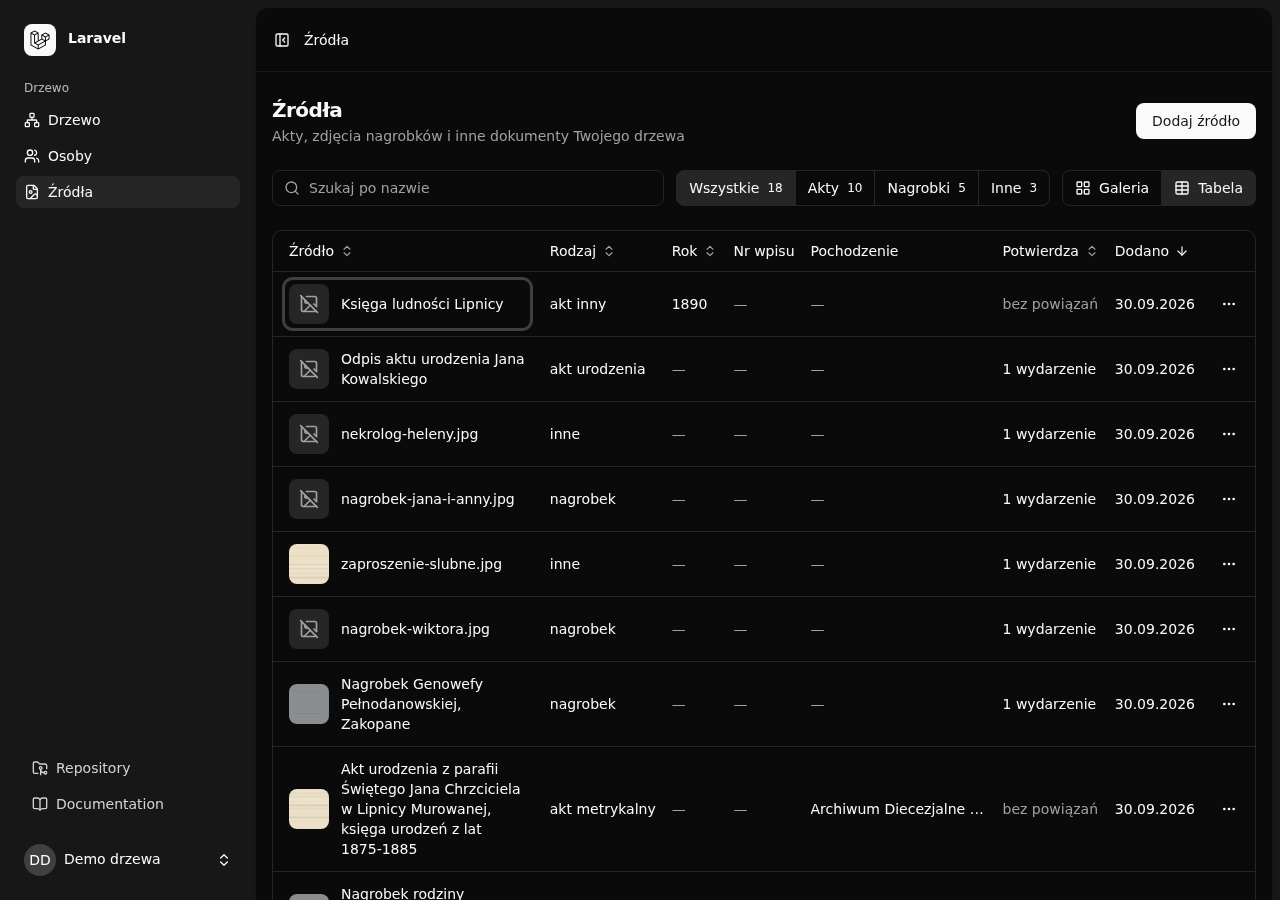 Laravel
Drzewo
Drzewo
Osoby
Źródła
Repository
Documentation
DD Demo drzewa
Źródła
Źródła
Akty, zdjęcia nagrobków i inne dokumenty Twojego drzewa
Dodaj źródło
Szukaj po nazwie
Wszystkie 18 Akty 10 Nagrobki 5 Inne 3
Galeria Tabela
Źródło Rodzaj Rok Nr wpisu Pochodzenie Potwierdza Dodano
Księga ludności Lipnicy akt inny 1890 — — bez powiązań 30.09.2026
Odpis aktu urodzenia Jana
Kowalskiego
akt urodzenia — — — 1 wydarzenie 30.09.2026
nekrolog-heleny.jpg inne — — — 1 wydarzenie 30.09.2026
nagrobek-jana-i-anny.jpg nagrobek — — — 1 wydarzenie 30.09.2026
zaproszenie-slubne.jpg inne — — — 1 wydarzenie 30.09.2026
nagrobek-wiktora.jpg nagrobek — — — 1 wydarzenie 30.09.2026
Nagrobek Genowefy
Pełnodanowskiej,
Zakopane
nagrobek — — — 1 wydarzenie 30.09.2026
Akt urodzenia z parafii
Świętego Jana Chrzciciela
w Lipnicy Murowanej,
księga urodzeń z lat
1875-1885
akt metrykalny — — Archiwum Diecezjalne … bez powiązań 30.09.2026
Nagrobek rodziny